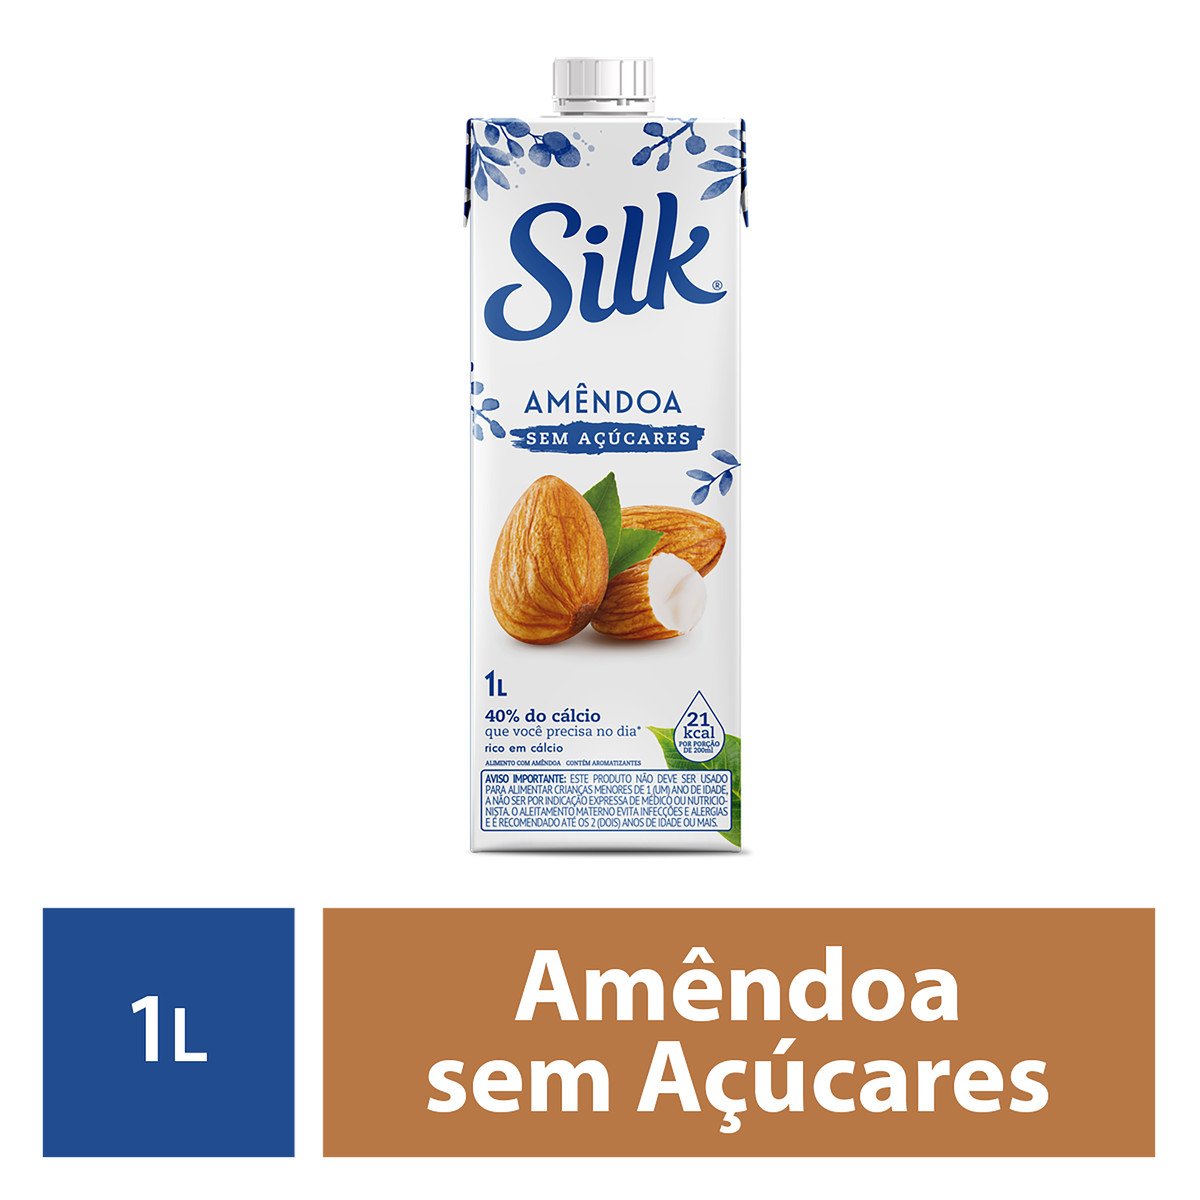 Silk®
AMÊNDOA
SEM AÇÚCARES
1L
40% do cálcio
que você precisa no dia*
rico em cálcio
ALIMENTO COM AMÊNDOA CONTÉM AROMATIZANTES
21
kcal
POR PORÇÃO
DE 200ml
AVISO IMPORTANTE: ESTE PRODUTO NÃO DEVE SER USADO
PARA ALIMENTAR CRIANÇAS MENORES DE 1 (UM) ANO DE IDADE,
A NÃO SER POR INDICAÇÃO EXPRESSA DE MÉDICO OU NUTRICIO-
NISTA. O ALEITAMENTO MATERNO EVITA INFECÇÕES E ALERGIAS
E É RECOMENDADO ATÉ OS 2 (DOIS) ANOS DE IDADE OU MAIS.
1L
Amêndoa
sem Açúcares